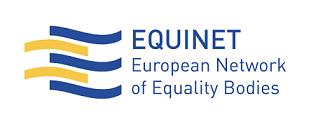 EQUINET
European Network
of Equality Bodies